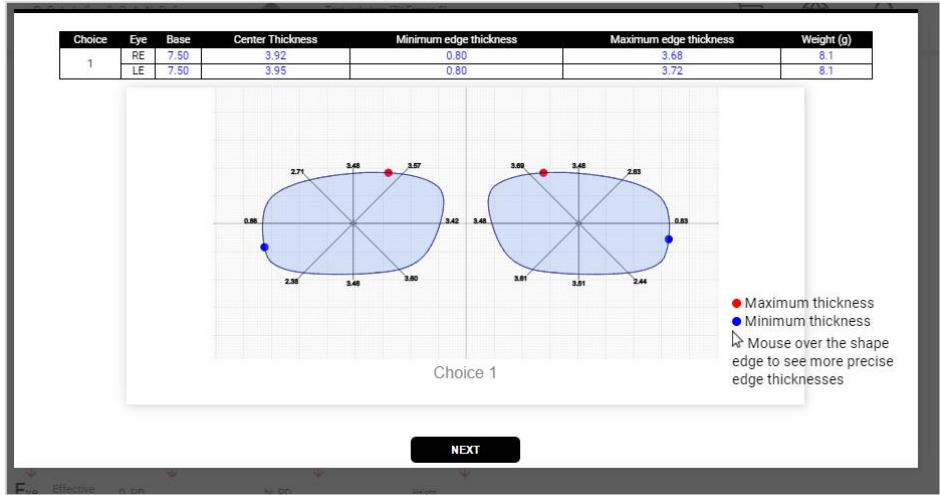 Choice Eye Base Center Thickness Minimum edge thickness Maximum edge thickness Weight (g)
1
RE 7.50 3.92 0.80 3.68 8.1
LE 7.50 3.95 0.80 3.72 8.1
2.71 3.48 3.57 3.69 3.48 2.63
0.86 3.42 3.48 0.83
2.38 3.46 3.60 3.61 3.51 2.44
Maximum thickness
Minimum thickness
Mouse over the shape
edge to see more precise
edge thicknesses
Choice 1
NEXT
Eye Effective